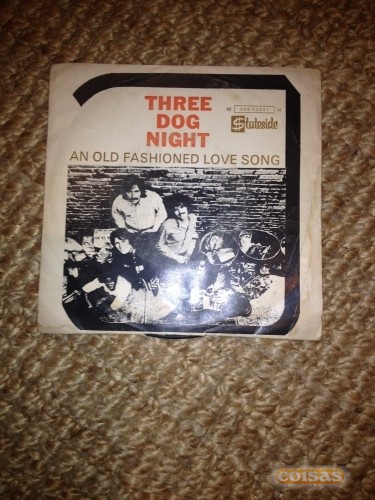 THREE
DOG
NIGHT
Stateside
AN OLD FASHIONED LOVE SONG
coisas